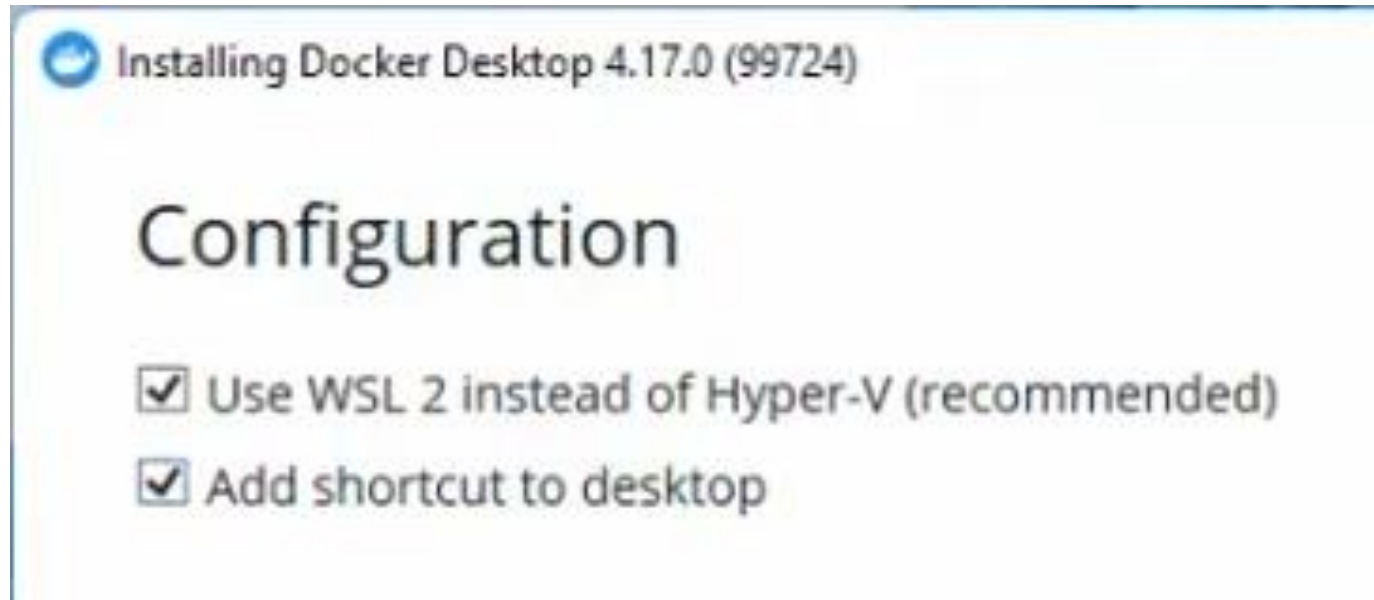 Installing Docker Desktop 4.17.0 (99724)
Configuration
Use WSL 2 instead of Hyper-V (recommended)
Add shortcut to desktop